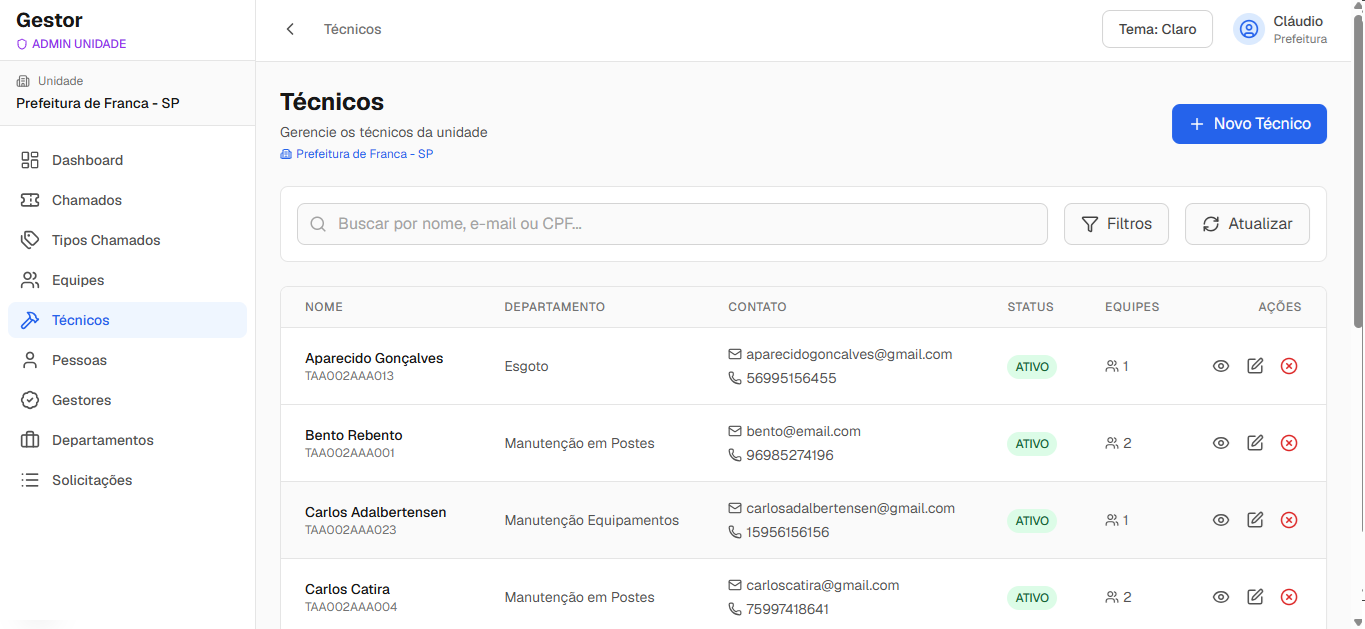 Gestor
ADMIN UNIDADE
Unidade
Prefeitura de Franca - SP
Dashboard
Chamados
Tipos Chamados
Equipes
Técnicos
Pessoas
Gestores
Departamentos
Solicitações
Técnicos
Tema: Claro
Cláudio
Prefeitura
Técnicos
Gerencie os técnicos da unidade
Prefeitura de Franca - SP
Novo Técnico
Buscar por nome, e-mail ou CPF...
Filtros
Atualizar
NOME DEPARTAMENTO CONTATO STATUS EQUIPES AÇÕES
Aparecido Gonçalves
TAA002AAA013
Esgoto
aparecidogoncalves@gmail.com
56995156455
ATIVO
1
Bento Rebento
TAA002AAA001
Manutenção em Postes
bento@email.com
96985274196
ATIVO
2
Carlos Adalbertensen
TAA002AAA023
Manutenção Equipamentos
carlosadalbertensen@gmail.com
15956156156
ATIVO
1
Carlos Catira
TAA002AAA004
Manutenção em Postes
carloscatira@gmail.com
75997418641
ATIVO
2